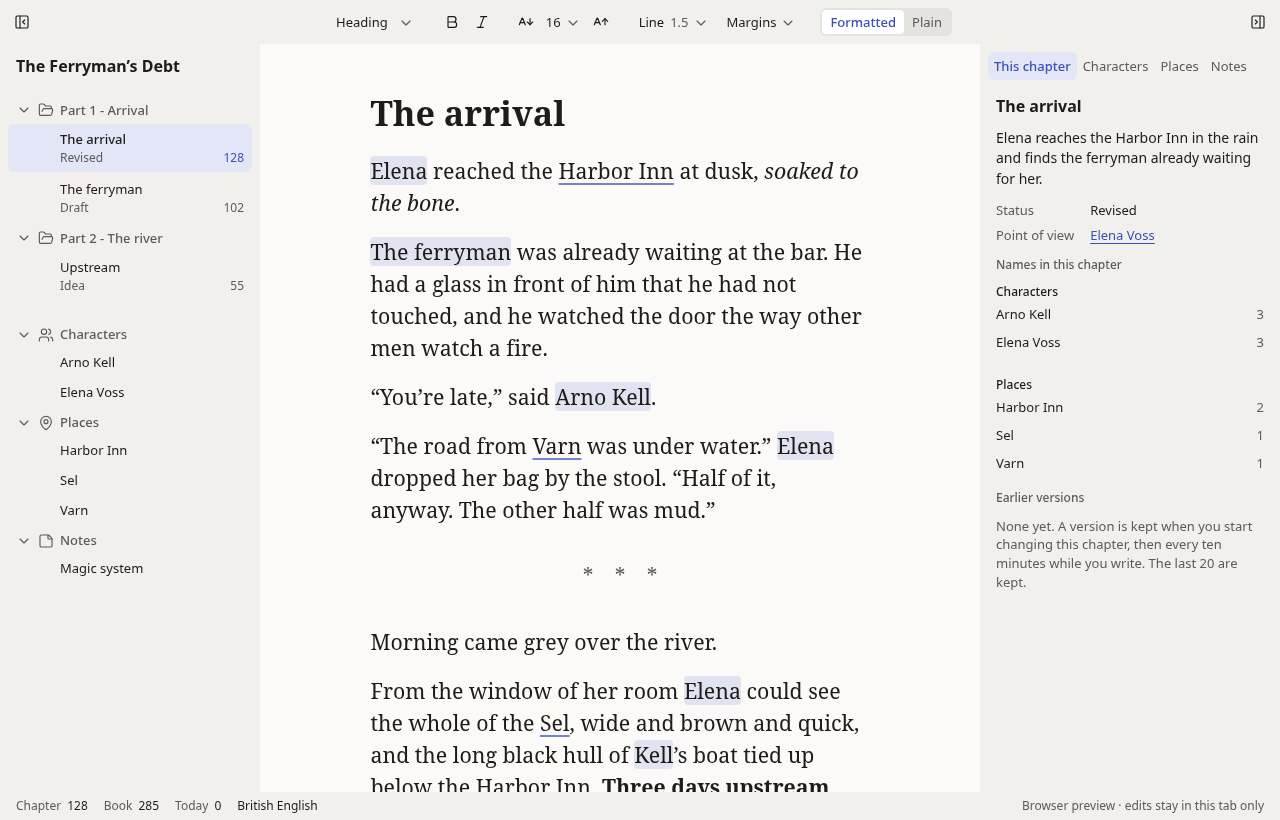 Heading
B I
A 16 A
Line 1.5
Margins
Formatted Plain
The Ferryman’s Debt
Part 1 - Arrival
The arrival
Revised 128
The ferryman
Draft 102
Part 2 - The river
Upstream
Idea 55
Characters
Arno Kell
Elena Voss
Places
Harbor Inn
Sel
Varn
Notes
Magic system
The arrival
Elena reached the Harbor Inn at dusk, soaked to
the bone.
The ferryman was already waiting at the bar. He
had a glass in front of him that he had not
touched, and he watched the door the way other
men watch a fire.
“You’re late,” said Arno Kell.
“The road from Varn was under water.” Elena
dropped her bag by the stool. “Half of it,
anyway. The other half was mud.”
* * *
Morning came grey over the river.
From the window of her room Elena could see
the whole of the Sel, wide and brown and quick,
and the long black hull of Kell’s boat tied up
below the Harbor Inn. Three days upstream
This chapter Characters Places Notes
The arrival
Elena reaches the Harbor Inn in the rain
and finds the ferryman already waiting
for her.
Status Revised
Point of view Elena Voss
Names in this chapter
Characters
Arno Kell 3
Elena Voss 3
Places
Harbor Inn 2
Sel 1
Varn 1
Earlier versions
None yet. A version is kept when you start
changing this chapter, then every ten
minutes while you write. The last 20 are
kept.
Chapter 128 Book 285 Today 0 British English
Browser preview · edits stay in this tab only